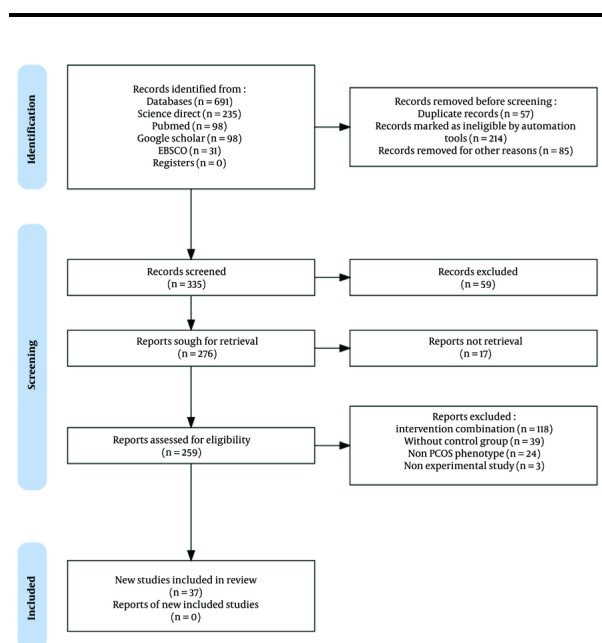 Identification
Records identified from :
Databases (n = 691)
Science direct (n = 235)
Pubmed (n = 98)
Google scholar (n = 98)
EBSCO (n = 31)
Registers (n = 0)
Records removed before screening :
Duplicate records (n = 57)
Records marked as ineligible by automation
tools (n = 214)
Records removed for other reasons (n = 85)
Screening
Records screened
(n = 335)
Records excluded
(n = 59)
Reports sough for retrieval
(n = 276)
Reports not retrieval
(n = 17)
Reports assessed for eligibility
(n = 259)
Reports excluded :
intervention combination (n = 118)
Without control group (n = 39)
Non PCOS phenotype (n = 24)
Non experimental study (n = 3)
Included
New studies included in review
(n = 37)
Reports of new included studies
(n = 0)